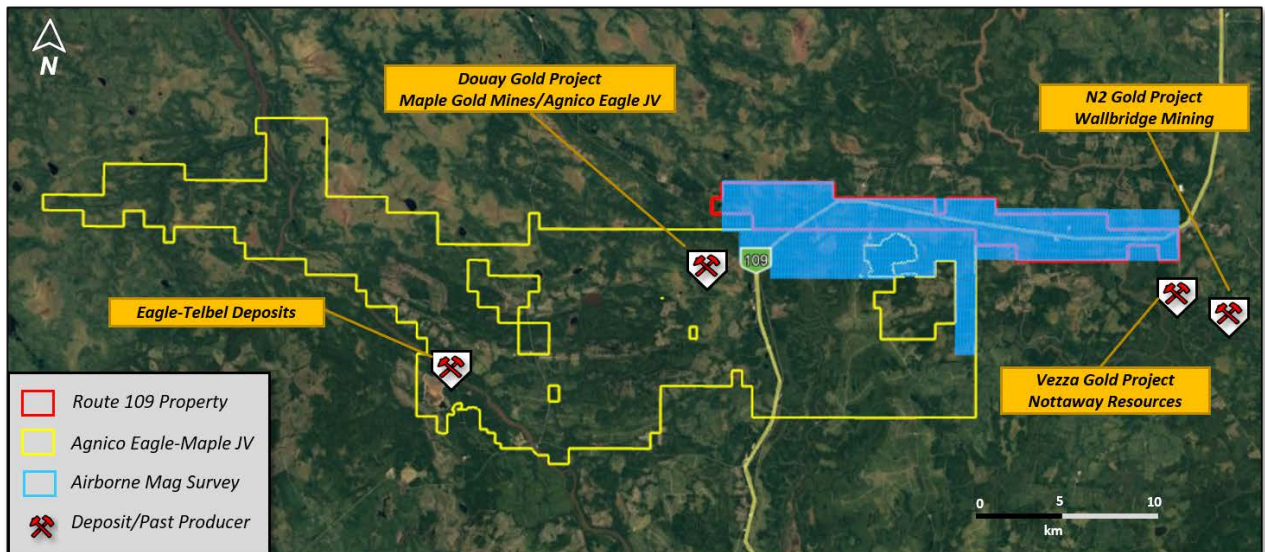 N
Douay Gold Project
Maple Gold Mines/Agnico Eagle JV
N2 Gold Project
Wallbridge Mining
109
Eagle-Telbel Deposits
Vezza Gold Project
Nottaway Resources
Route 109 Property
Agnico Eagle-Maple JV
Airborne Mag Survey
Deposit/Past Producer
0 5 10
km